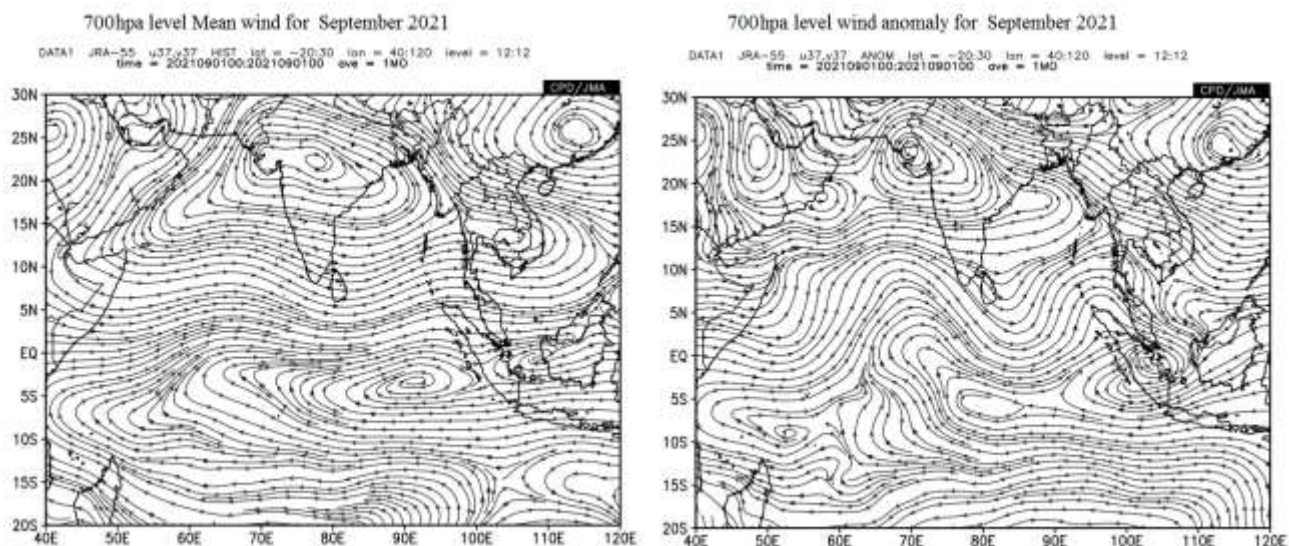 700hpa level Mean wind for September 2021
DATA1 JRA-55 u37,v37 HIST lat = -20:30 lon = 40:120 level = 12:12
time = 2021090100:2021090100 ave = 1MO
CPD/JMA
30N
25N
20N
15N
10N
5N
EQ
5S
10S
15S
20S
40E 50E 60E 70E 80E 90E 100E 110E 120E
700hpa level wind anomaly for September 2021
DATA1 JRA-55 u37,v37 ANOM lat = -20:30 lon = 40:120 level = 12:12
time = 2021090100:2021090100 ave = 1MO
CPD/JMA
30N
25N
20N
15N
10N
5N
EQ
5S
10S
15S
20S
40E 50E 60E 70E 80E 90E 100E 110E 120E